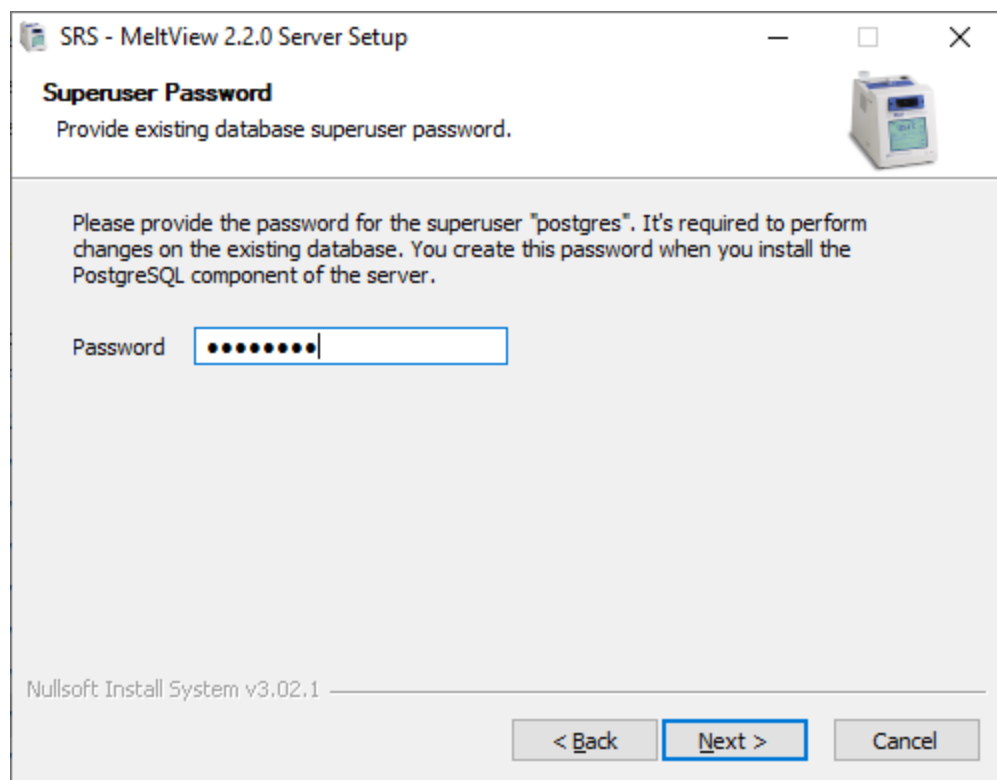 SRS - MeltView 2.2.0 Server Setup
Superuser Password
Provide existing database superuser password.
Please provide the password for the superuser "postgres". It's required to perform
changes on the existing database. You create this password when you install the
PostgreSQL component of the server.
Password ●●●●●●●●
Nullsoft Install System v3.02.1
< Back Next > Cancel